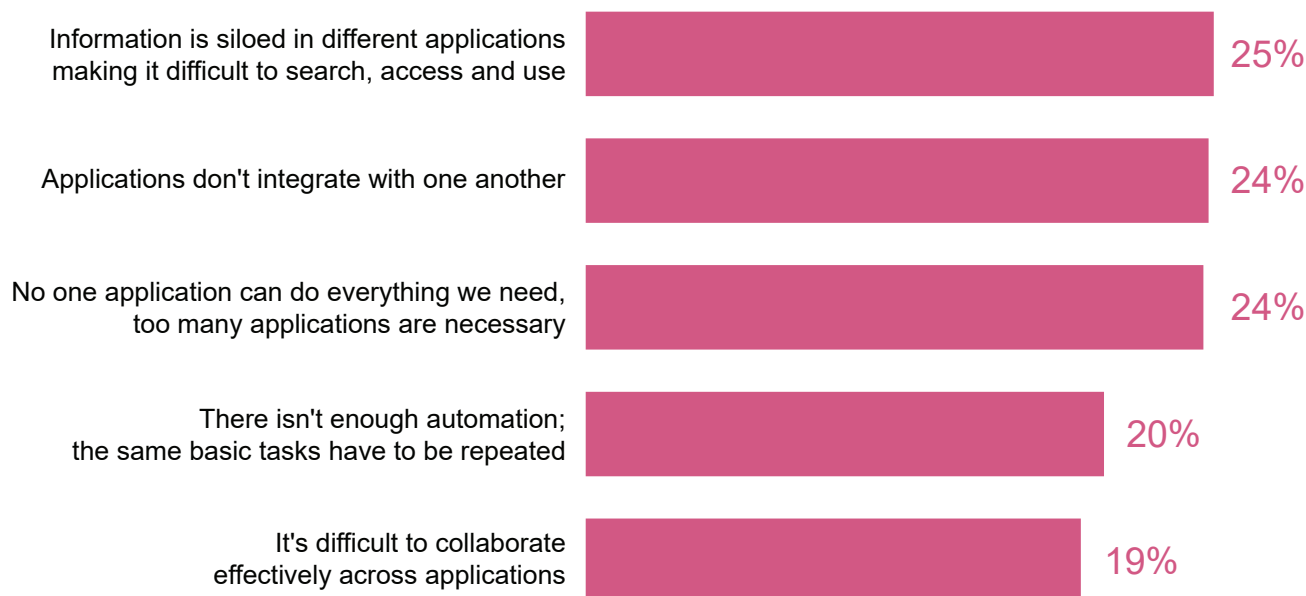 Information is siloed in different applications
making it difficult to search, access and use
25%
Applications don't integrate with one another
24%
No one application can do everything we need,
too many applications are necessary
24%
There isn't enough automation;
the same basic tasks have to be repeated
20%
It's difficult to collaborate
effectively across applications
19%